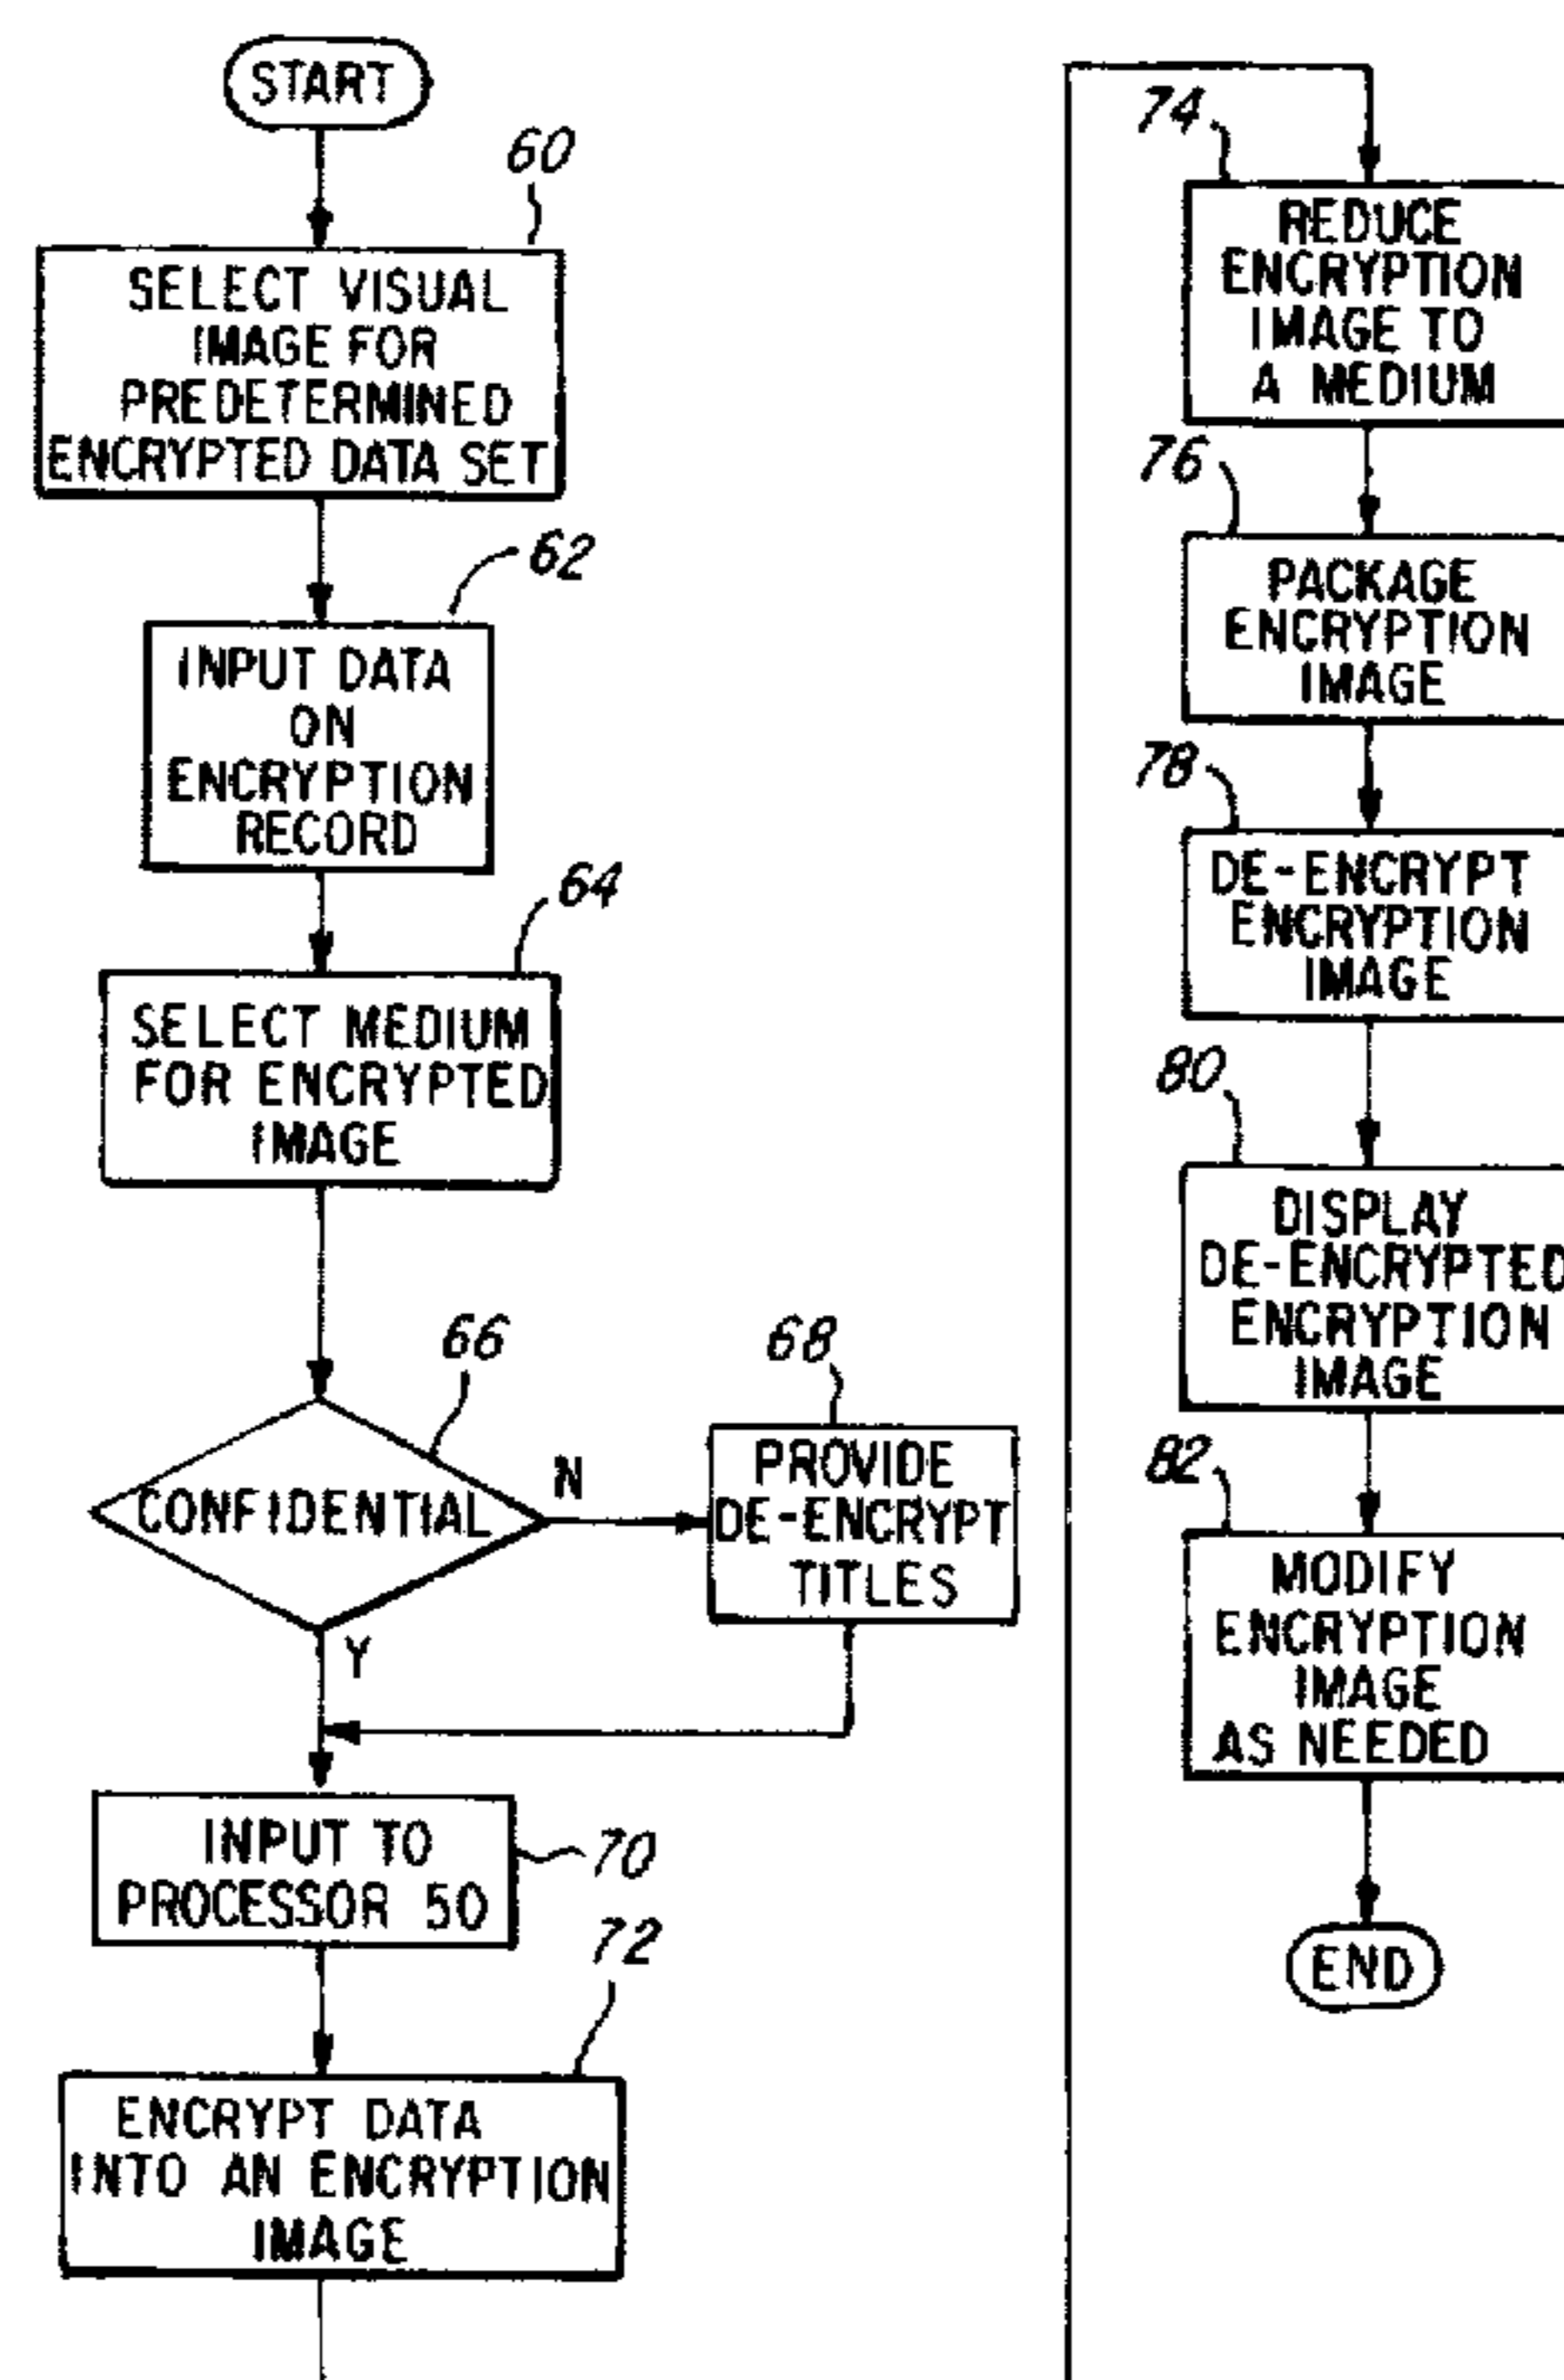 START
60
SELECT VISUAL
IMAGE FOR
PREDETERMINED
ENCRYPTED DATA SET
62
INPUT DATA
ON
ENCRYPTION
RECORD
64
SELECT MEDIUM
FOR ENCRYPTED
IMAGE
66
CONFIDENTIAL
N
Y
68
PROVIDE
DE-ENCRYPT
TITLES
70
INPUT TO
PROCESSOR 50
72
ENCRYPT DATA
INTO AN ENCRYPTION
IMAGE
74
REDUCE
ENCRYPTION
IMAGE TO
A MEDIUM
76
PACKAGE
ENCRYPTION
IMAGE
78
DE-ENCRYPT
ENCRYPTION
IMAGE
80
DISPLAY
DE-ENCRYPTED
ENCRYPTION
IMAGE
82
MODIFY
ENCRYPTION
IMAGE
AS NEEDED
END